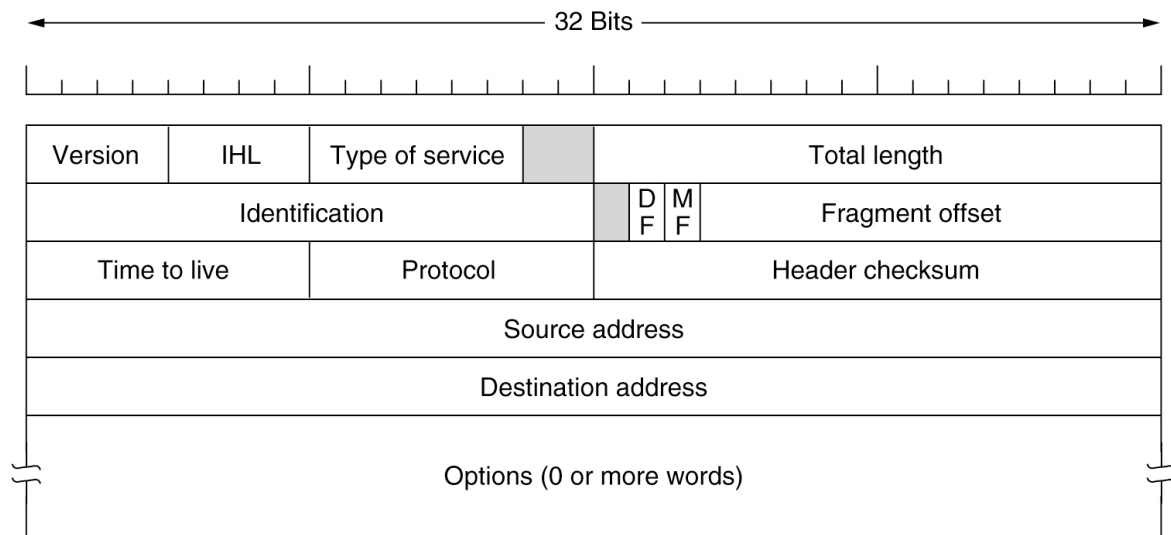 32 Bits
Version IHL Type of service Total length
Identification D F M F Fragment offset
Time to live Protocol Header checksum
Source address
Destination address
Options (0 or more words)